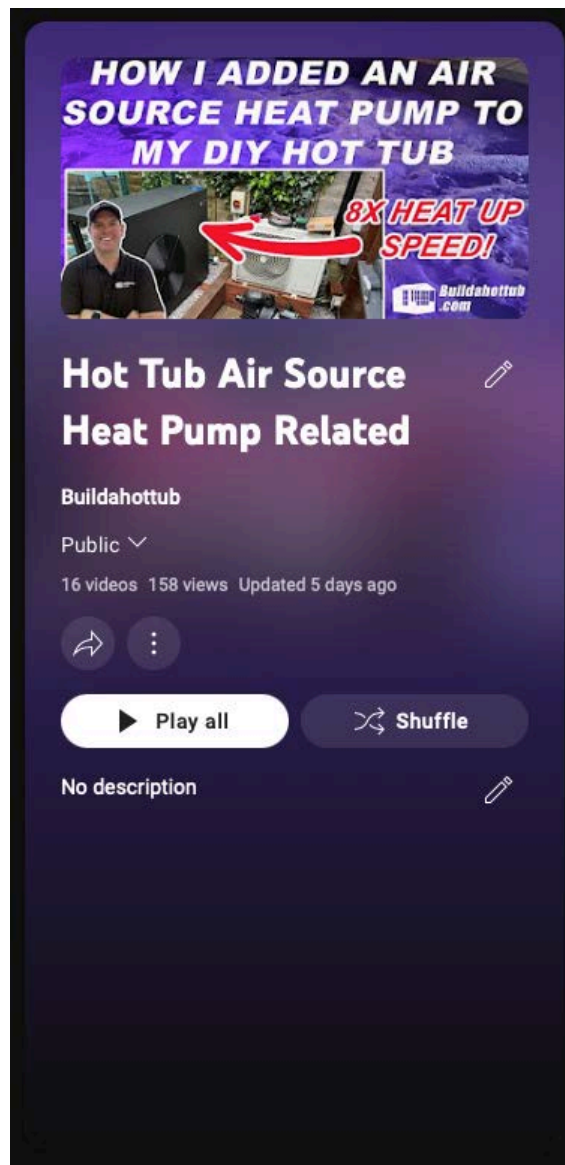 HOW I ADDED AN AIR
SOURCE HEAT PUMP TO
MY DIY HOT TUB
8X HEAT UP
SPEED!
Buildahottub
.com
Hot Tub Air Source
Heat Pump Related
Buildahottub
Public
16 videos 158 views Updated 5 days ago
Play all
Shuffle
No description